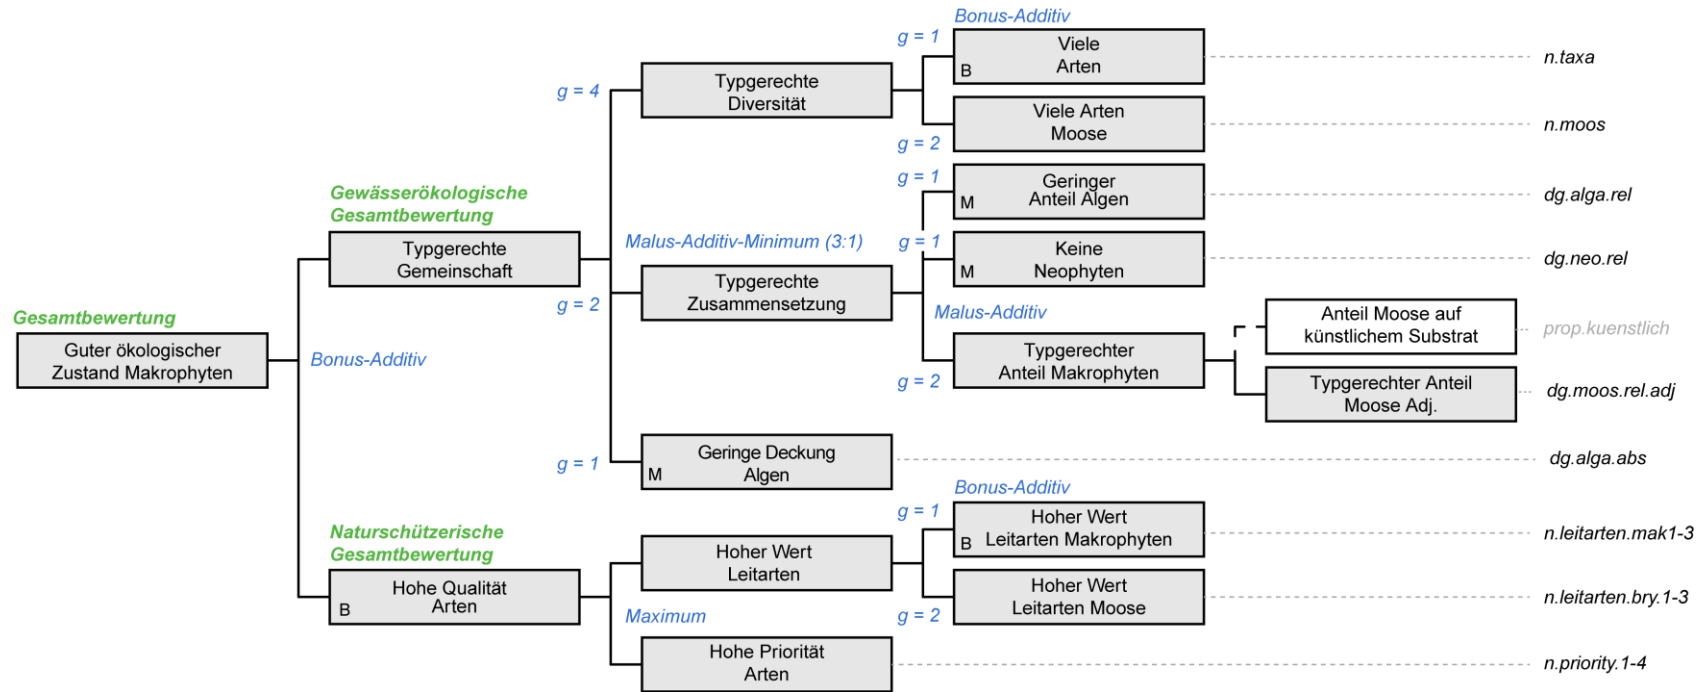 Gesamtbewertung
Guter ökologischer
Zustand Makrophyten
Bonus-Additiv
Gewässerökologische
Gesamtbewertung
Typgerechte
Gemeinschaft
Naturschützerische
Gesamtbewertung
Hohe Qualität
Arten
B
g = 4
Typgerechte
Diversität
Malus-Additiv-Minimum (3:1)
g = 2
Typgerechte
Zusammensetzung
g = 1
Geringe Deckung
Algen
M
Hoher Wert
Leitarten
Maximum
Hohe Priorität
Arten
Bonus-Additiv
g = 1
Viele
Arten
B
n.taxa
Viele Arten
Moose
g = 2
n.moos
g = 1
Geringer
Anteil Algen
M
dg.alga.rel
g = 1
Keine
Neophyten
M
dg.neo.rel
Malus-Additiv
g = 2
Typgerechter
Anteil Makrophyten
Anteil Moose auf
künstlichem Substrat
prop.kuenstlich
Typgerechter Anteil
Moose Adj.
dg.moos.rel.adj
dg.alga.abs
Bonus-Additiv
g = 1
Hoher Wert
Leitarten Makrophyten
B
n.leitarten.mak1-3
Hoher Wert
Leitarten Moose
g = 2
n.leitarten.bry.1-3
n.priority.1-4